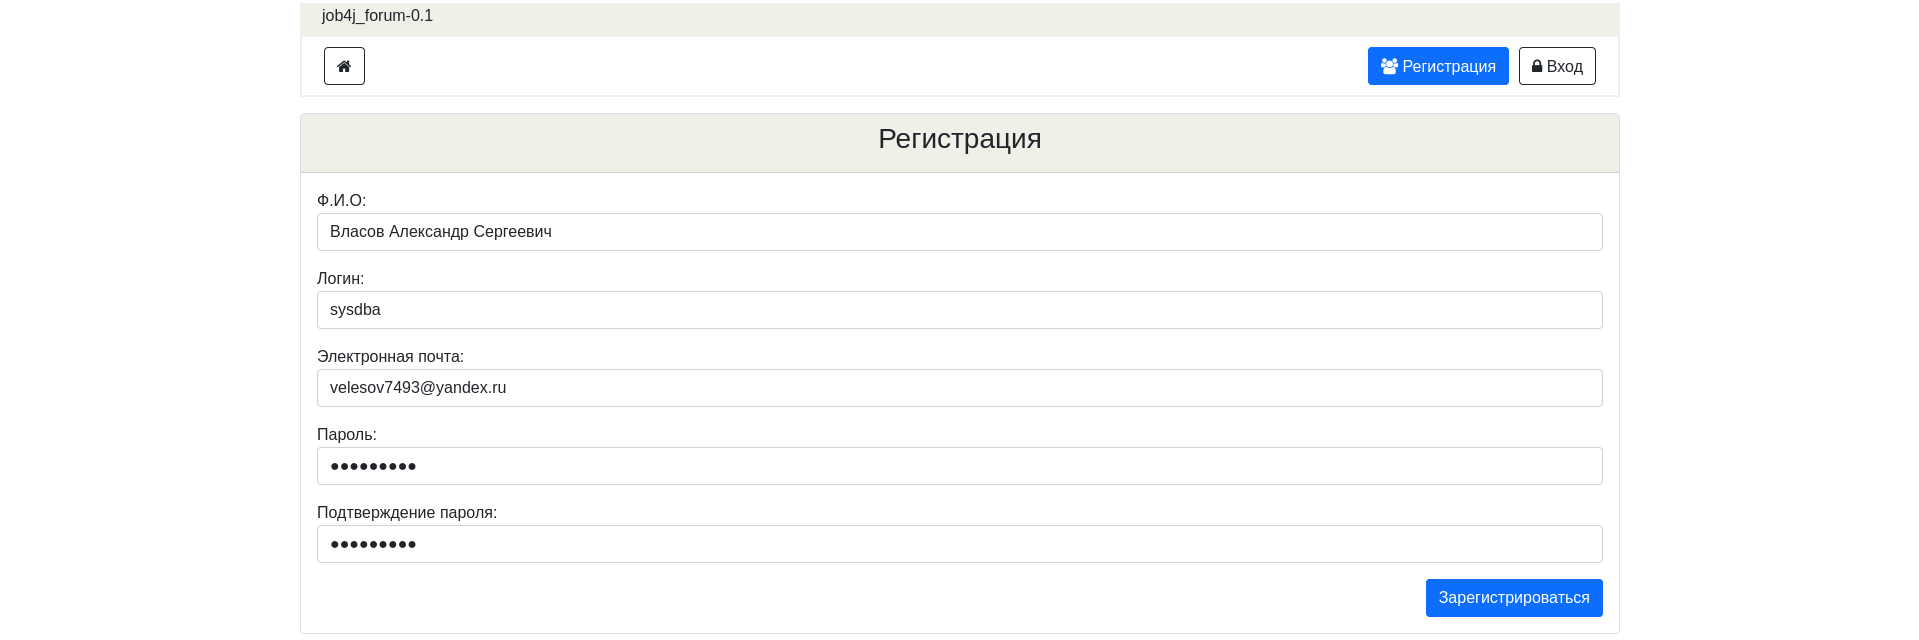 job4j_forum-0.1
Регистрация Вход
Регистрация
Ф.И.О:
Власов Александр Сергеевич
Логин:
sysdba
Электронная почта:
velesov7493@yandex.ru
Пароль:
●●●●●●●●●
Подтверждение пароля:
●●●●●●●●●
Зарегистрироваться